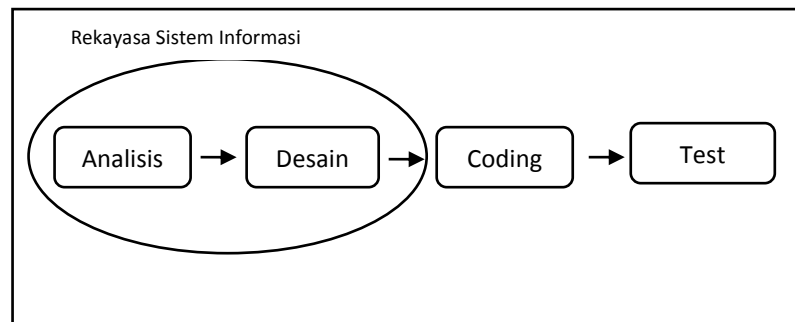 Rekayasa Sistem Informasi
Analisis
Desain
Coding
Test